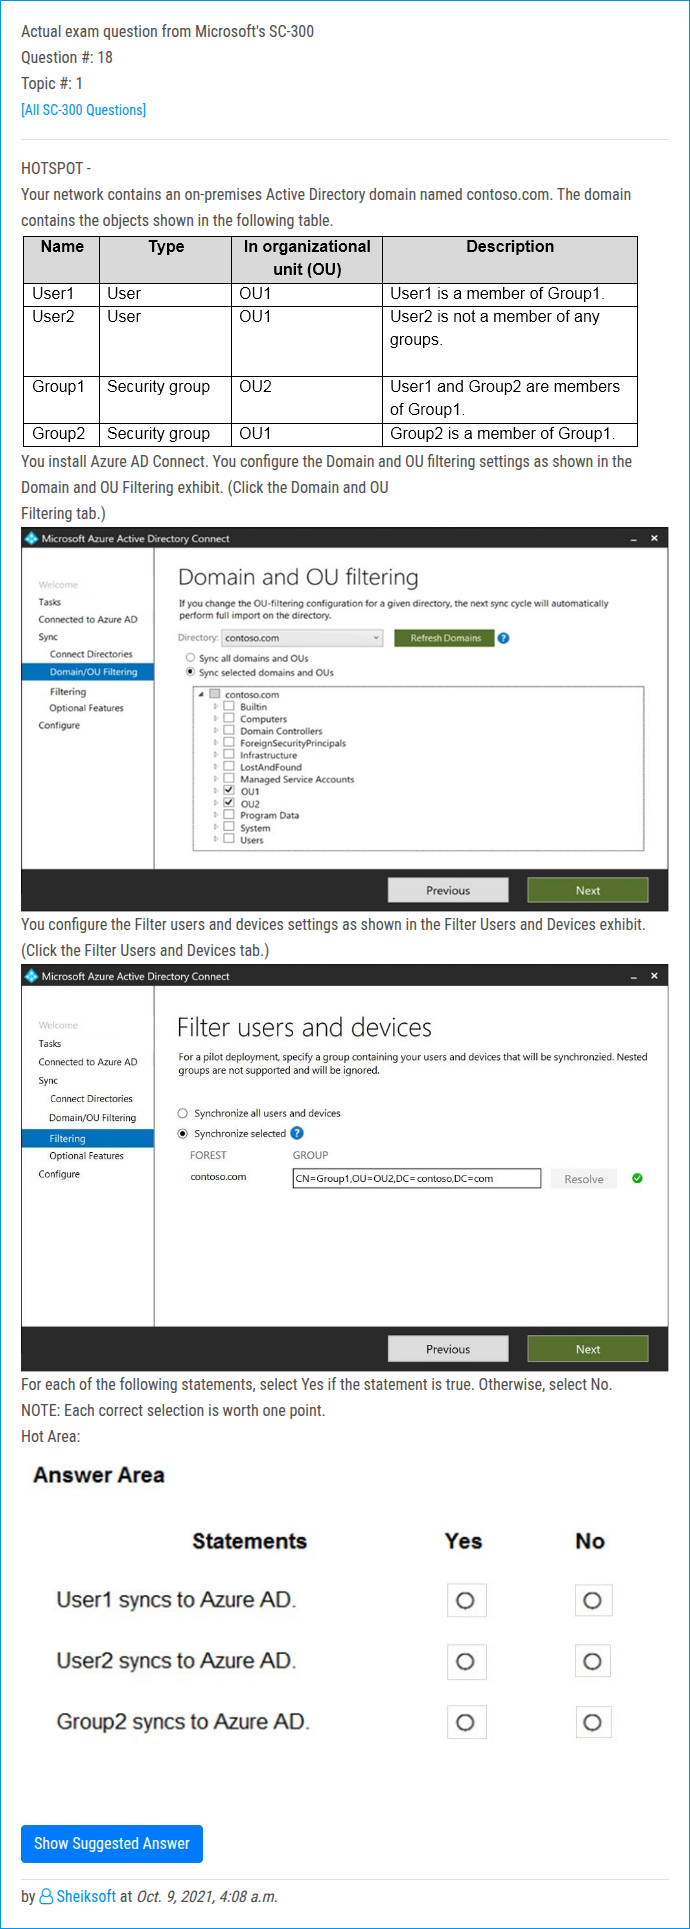 Actual exam question from Microsoft's SC-300
Question #: 18
Topic #: 1
[All SC-300 Questions]
HOTSPOT -
Your network contains an on-premises Active Directory domain named contoso.com. The domain
contains the objects shown in the following table.
Name Type In organizational unit (OU) Description
User1 User OU1 User1 is a member of Group1.
User2 User OU1 User2 is not a member of any
groups.
Group1 Security group OU2 User1 and Group2 are members
of Group1.
Group2 Security group OU1 Group2 is a member of Group1.
You install Azure AD Connect. You configure the Domain and OU filtering settings as shown in the
Domain and OU Filtering exhibit. (Click the Domain and OU
Filtering tab.)
Microsoft Azure Active Directory Connect
Welcome
Tasks
Connected to Azure AD
Sync
Connect Directories
Domain/OU Filtering
Filtering
Optional Features
Configure
Domain and OU filtering
If you change the OU-filtering configuration for a given directory, the next sync cycle will automatically
perform full import on the directory.
Directory: contoso.com Refresh Domains ?
Sync all domains and OUs
Sync selected domains and OUs
contoso.com
Builtin
Computers
Domain Controllers
ForeignSecurityPrincipals
Infrastructure
LostAndFound
Managed Service Accounts
OU1
OU2
Program Data
System
Users
Previous Next
You configure the Filter users and devices settings as shown in the Filter Users and Devices exhibit.
(Click the Filter Users and Devices tab.)
Microsoft Azure Active Directory Connect
Welcome
Tasks
Connected to Azure AD
Sync
Connect Directories
Domain/OU Filtering
Filtering
Optional Features
Configure
Filter users and devices
For a pilot deployment, specify a group containing your users and devices that will be synchronzied. Nested
groups are not supported and will be ignored.
Synchronize all users and devices
Synchronize selected ?
FOREST GROUP
contoso.com CN=Group1,OU=OU2,DC=contoso,DC=com Resolve
Previous Next
For each of the following statements, select Yes if the statement is true. Otherwise, select No.
NOTE: Each correct selection is worth one point.
Hot Area:
Answer Area
Statements Yes No
User1 syncs to Azure AD.
User2 syncs to Azure AD.
Group2 syncs to Azure AD.
Show Suggested Answer
by Sheiksoft at Oct. 9, 2021, 4:08 a.m.